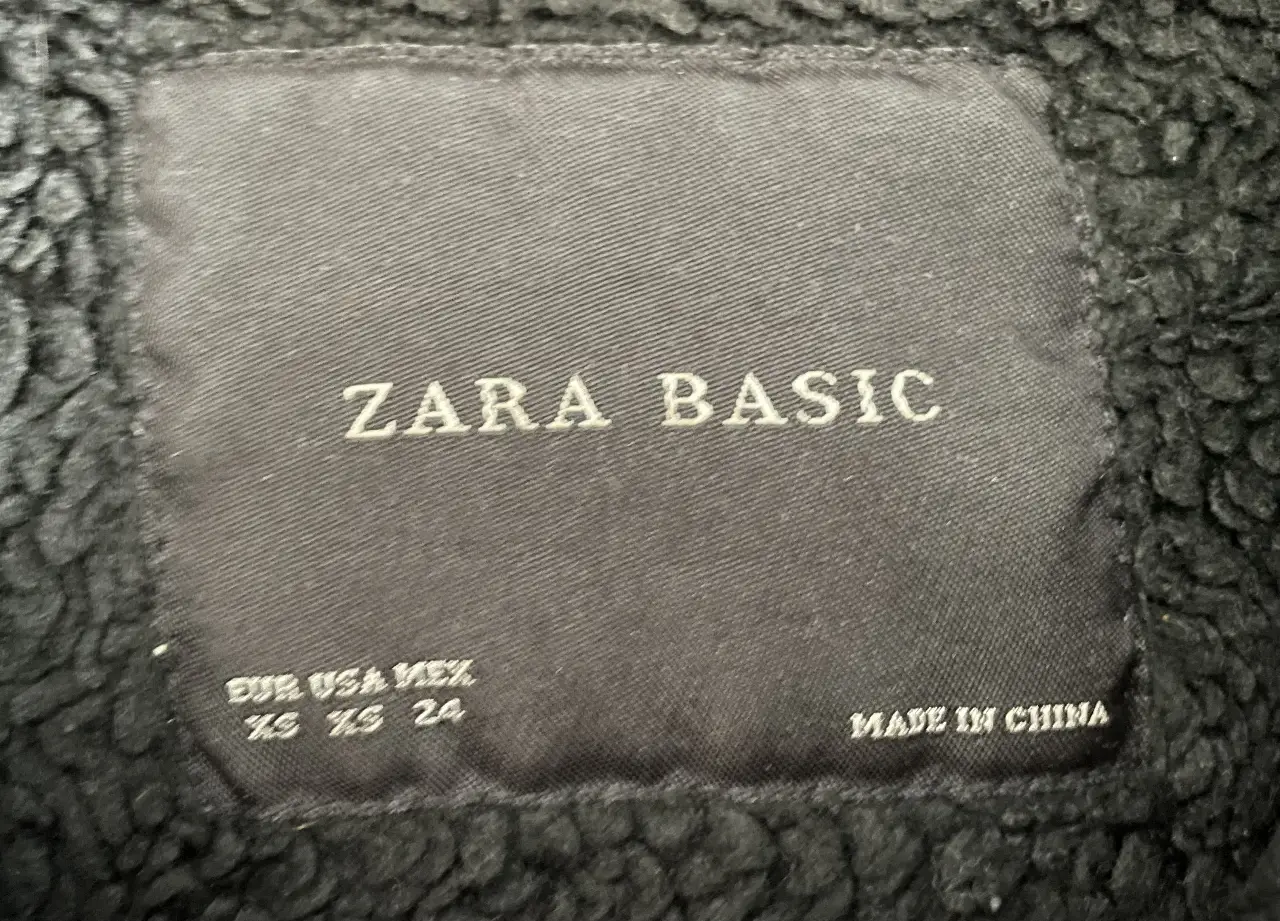 ZARA BASIC
EUR USA MEX
XS XS 24
MADE IN CHINA